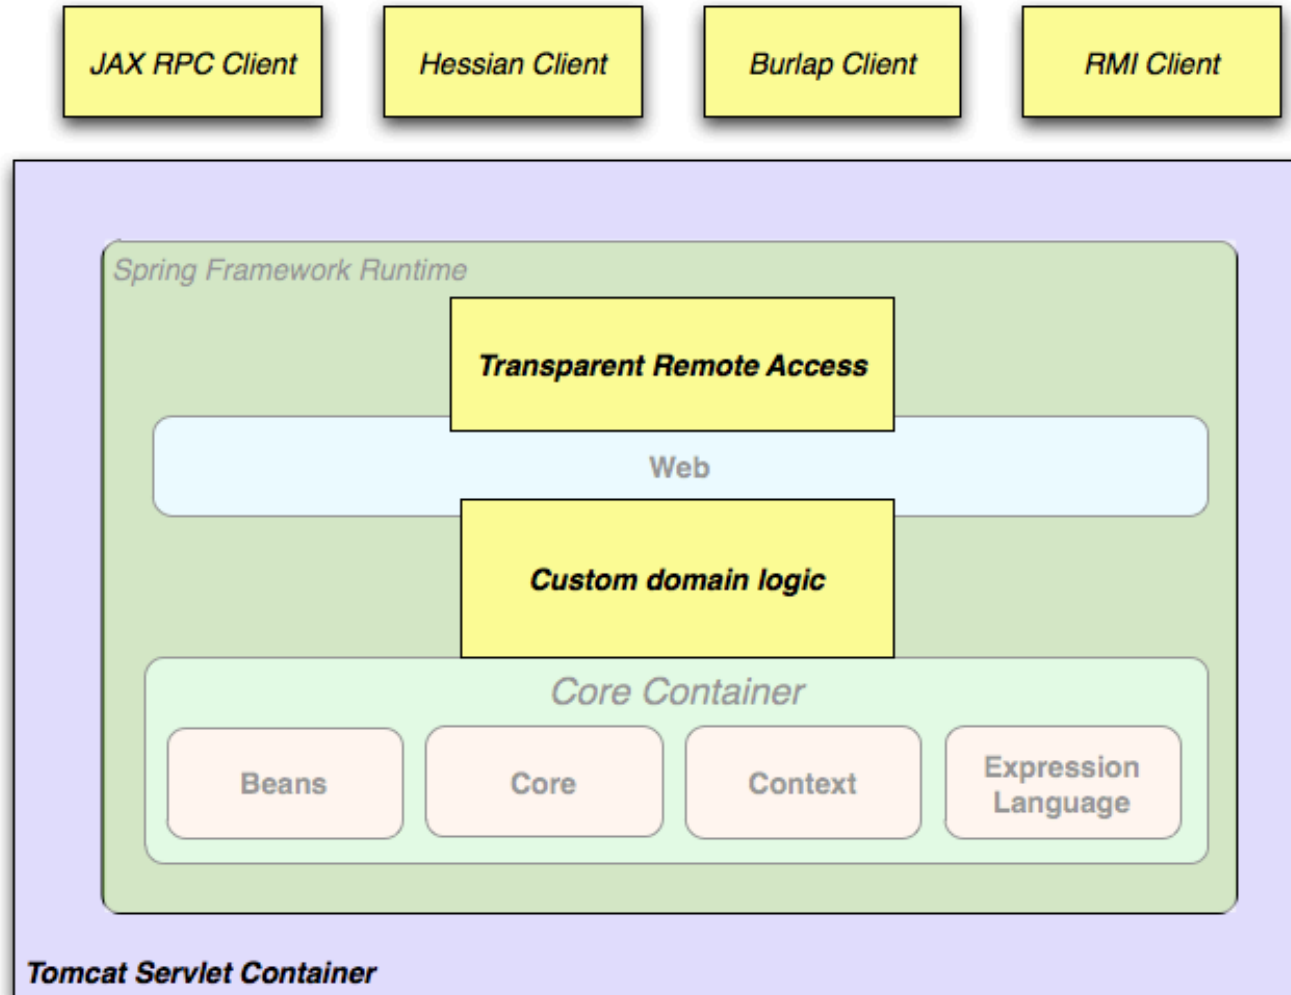 JAX RPC Client
Hessian Client
Burlap Client
RMI Client
Spring Framework Runtime
Transparent Remote Access
Web
Custom domain logic
Core Container
Beans
Core
Context
Expression
Language
Tomcat Servlet Container